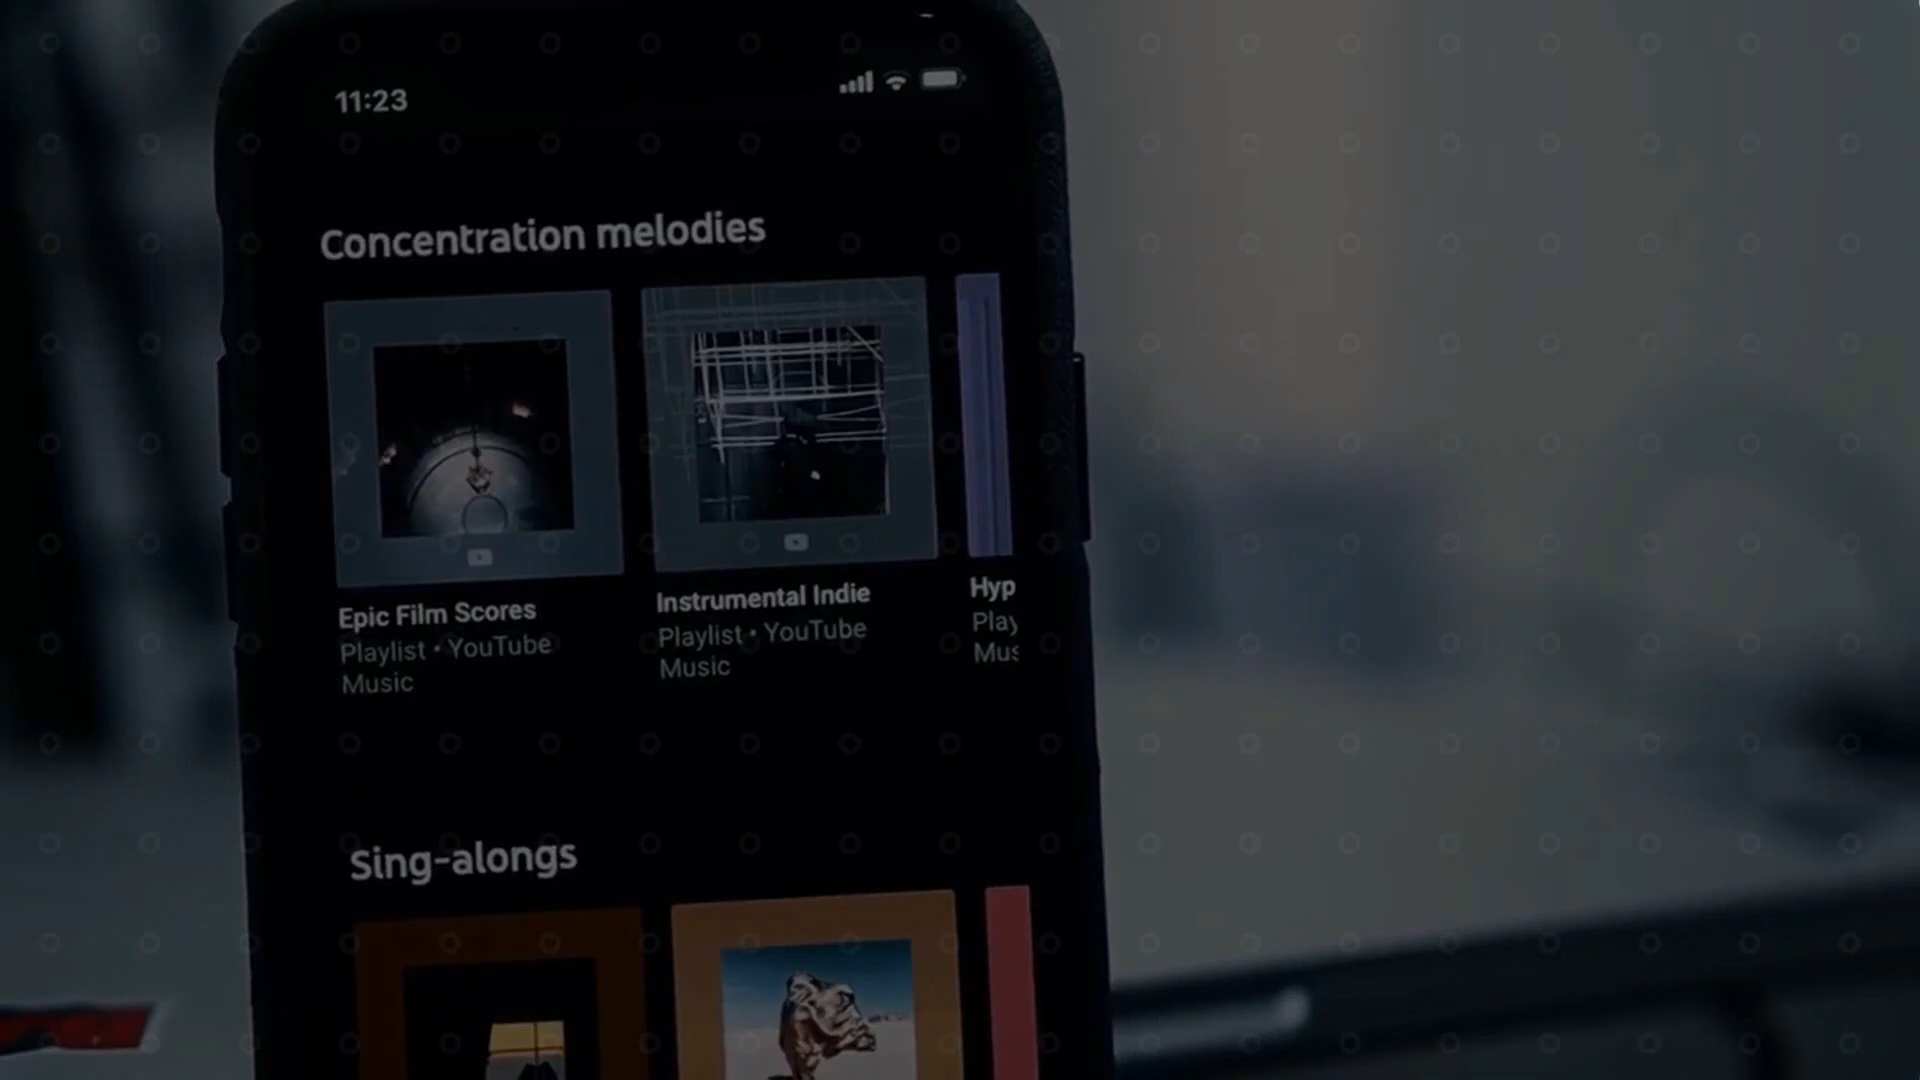 11:23
Concentration melodies
Epic Film Scores
Playlist • YouTube
Music
Instrumental Indie
Playlist • YouTube
Music
Hyp
Play
Mus
Sing-alongs